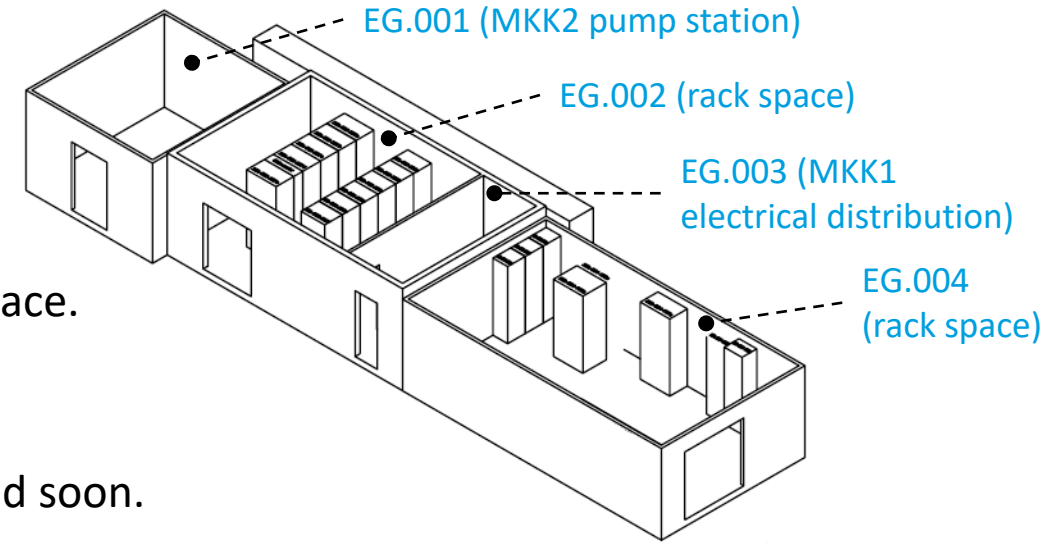 EG.001 (MKK2 pump station)
EG.002 (rack space)
EG.003 (MKK1
electrical distribution)
EG.004
(rack space)
ace.
d soon.